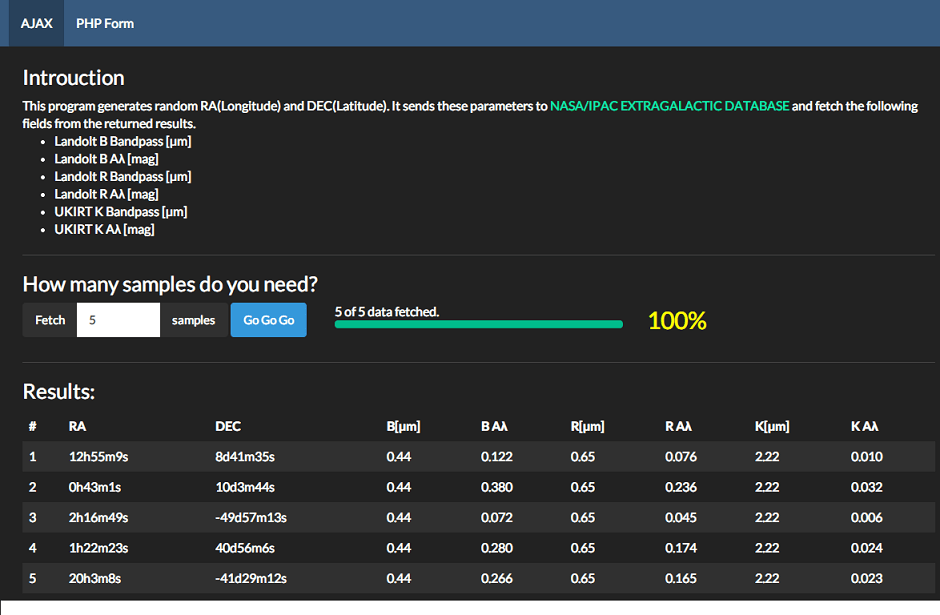 AJAX PHP Form
Introuction
This program generates random RA(Longitude) and DEC(Latitude). It sends these parameters to NASA/IPAC EXTRAGALACTIC DATABASE and fetch the following
fields from the returned results.
• Landolt B Bandpass [μm]
• Landolt B Aλ [mag]
• Landolt R Bandpass [μm]
• Landolt R Aλ [mag]
• UKIRT K Bandpass [μm]
• UKIRT K Aλ [mag]
How many samples do you need?
Fetch 5 samples Go Go Go 5 of 5 data fetched. 100%
Results:
# RA DEC B[μm] B Aλ R[μm] R Aλ K[μm] K Aλ
1 12h55m9s 8d41m35s 0.44 0.122 0.65 0.076 2.22 0.010
2 0h43m1s 10d3m44s 0.44 0.380 0.65 0.236 2.22 0.032
3 2h16m49s -49d57m13s 0.44 0.072 0.65 0.045 2.22 0.006
4 1h22m23s 40d56m6s 0.44 0.280 0.65 0.174 2.22 0.024
5 20h3m8s -41d29m12s 0.44 0.266 0.65 0.165 2.22 0.023